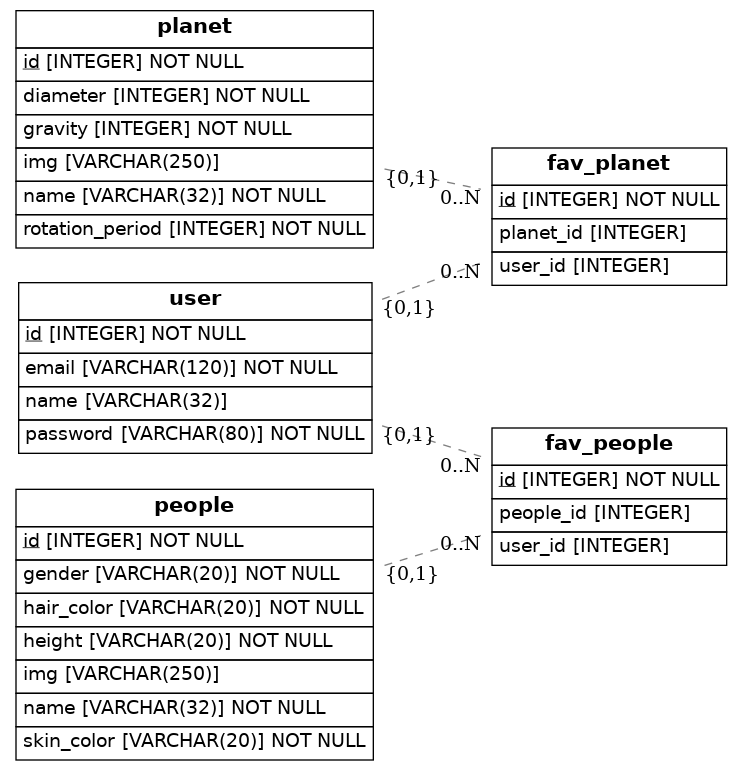 planet
id [INTEGER] NOT NULL
diameter [INTEGER] NOT NULL
gravity [INTEGER] NOT NULL
img [VARCHAR(250)]
name [VARCHAR(32)] NOT NULL
rotation_period [INTEGER] NOT NULL
{0,1}
0..N
fav_planet
id [INTEGER] NOT NULL
planet_id [INTEGER]
user_id [INTEGER]
0..N
{0,1}
user
id [INTEGER] NOT NULL
email [VARCHAR(120)] NOT NULL
name [VARCHAR(32)]
password [VARCHAR(80)] NOT NULL
{0,1}
0..N
fav_people
id [INTEGER] NOT NULL
people_id [INTEGER]
user_id [INTEGER]
0..N
{0,1}
people
id [INTEGER] NOT NULL
gender [VARCHAR(20)] NOT NULL
hair_color [VARCHAR(20)] NOT NULL
height [VARCHAR(20)] NOT NULL
img [VARCHAR(250)]
name [VARCHAR(32)] NOT NULL
skin_color [VARCHAR(20)] NOT NULL